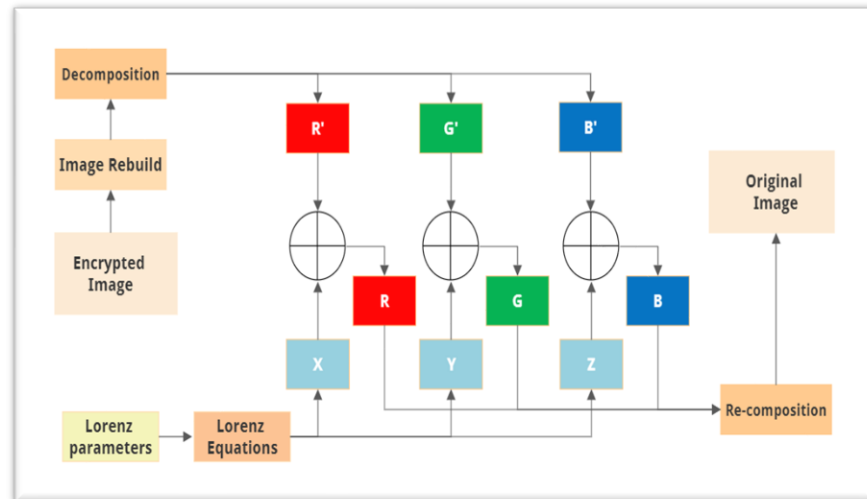 Decomposition
R'
G'
B'
Image Rebuild
Original
Image
Encrypted
Image
R
G
B
X
Y
Z
Lorenz
parameters
Lorenz
Equations
Re-composition